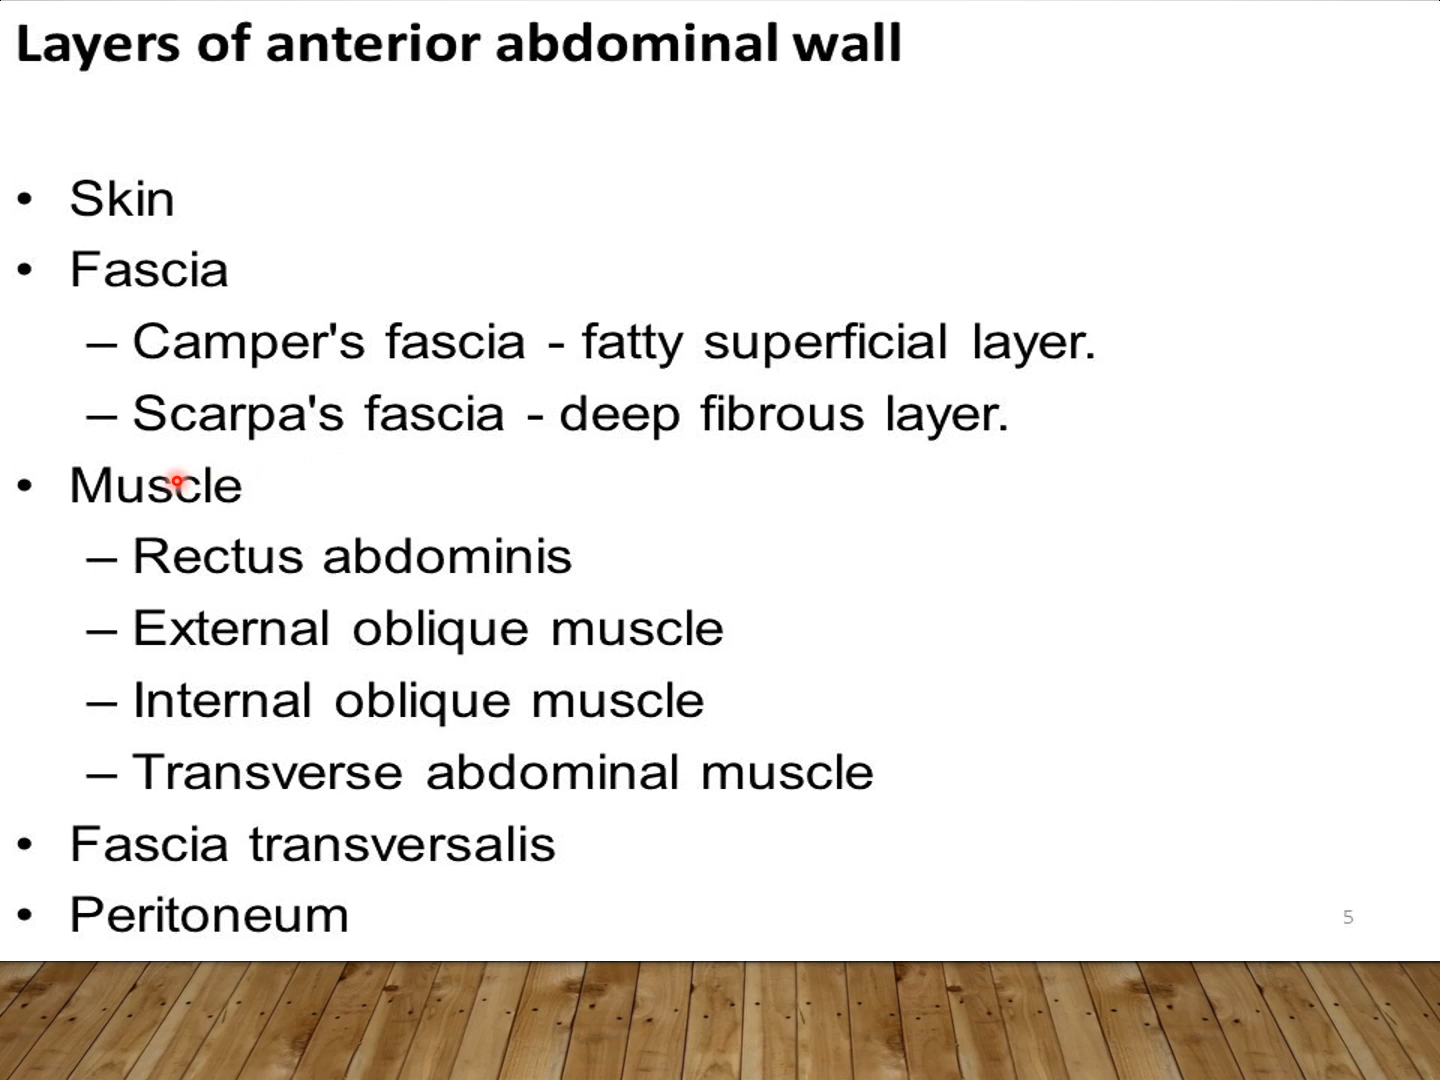 Layers of anterior abdominal wall
• Skin
• Fascia
– Camper's fascia - fatty superficial layer.
– Scarpa's fascia - deep fibrous layer.
• Muscle
– Rectus abdominis
– External oblique muscle
– Internal oblique muscle
– Transverse abdominal muscle
• Fascia transversalis
• Peritoneum
5